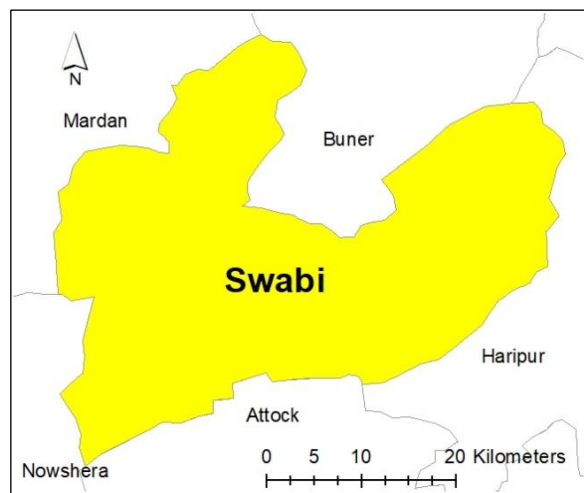 N
Mardan
Buner
Swabi
Haripur
Attock
Nowshera
0 5 10 20 Kilometers